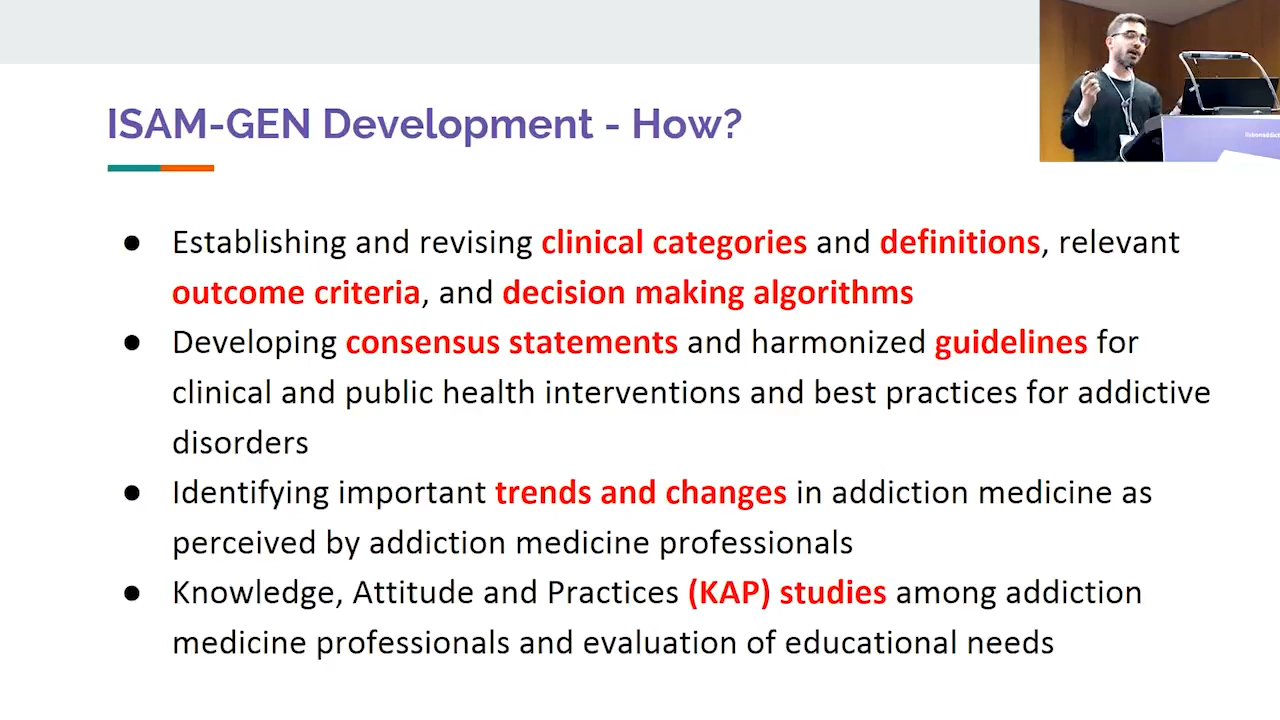 ISAM-GEN Development - How?
● Establishing and revising clinical categories and definitions, relevant
outcome criteria, and decision making algorithms
● Developing consensus statements and harmonized guidelines for
clinical and public health interventions and best practices for addictive
disorders
● Identifying important trends and changes in addiction medicine as
perceived by addiction medicine professionals
● Knowledge, Attitude and Practices (KAP) studies among addiction
medicine professionals and evaluation of educational needs